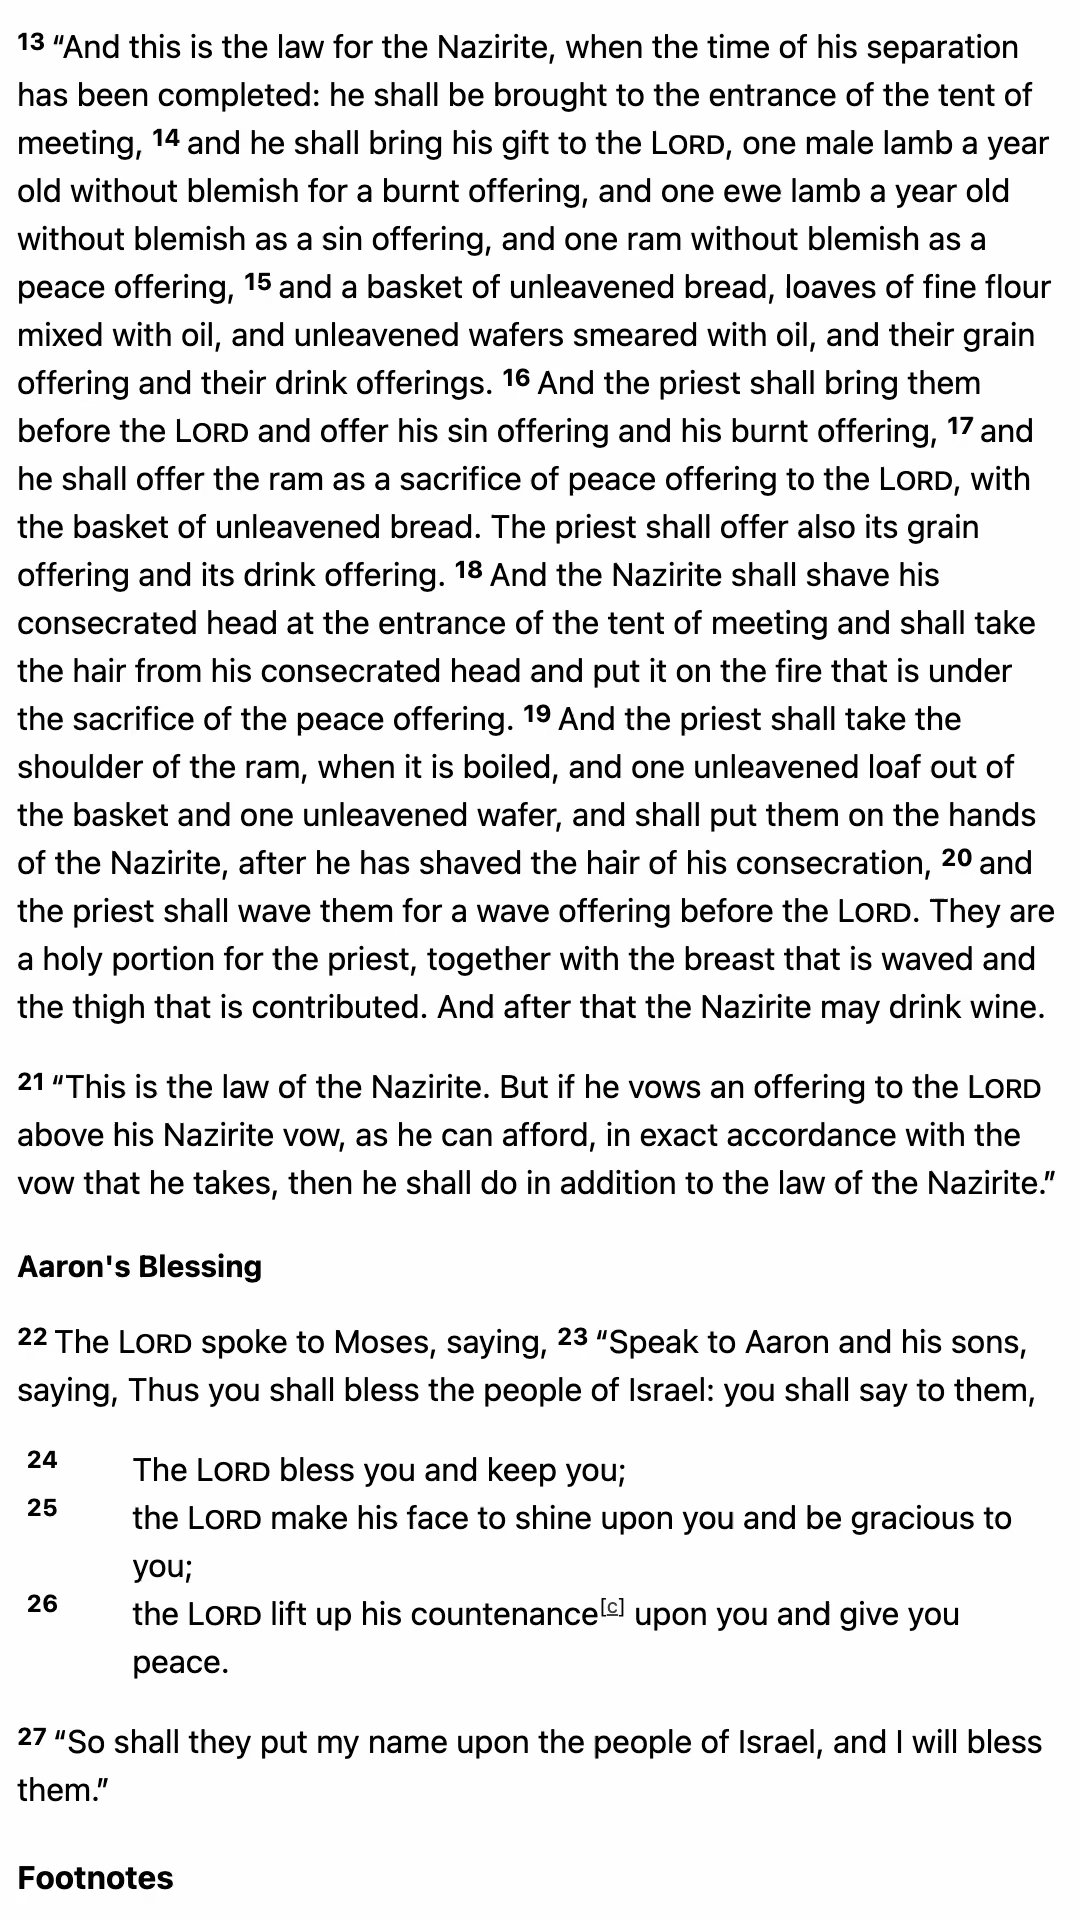 13 “And this is the law for the Nazirite, when the time of his separation
has been completed: he shall be brought to the entrance of the tent of
meeting, 14 and he shall bring his gift to the LORD, one male lamb a year
old without blemish for a burnt offering, and one ewe lamb a year old
without blemish as a sin offering, and one ram without blemish as a
peace offering, 15 and a basket of unleavened bread, loaves of fine flour
mixed with oil, and unleavened wafers smeared with oil, and their grain
offering and their drink offerings. 16 And the priest shall bring them
before the LORD and offer his sin offering and his burnt offering, 17 and
he shall offer the ram as a sacrifice of peace offering to the LORD, with
the basket of unleavened bread. The priest shall offer also its grain
offering and its drink offering. 18 And the Nazirite shall shave his
consecrated head at the entrance of the tent of meeting and shall take
the hair from his consecrated head and put it on the fire that is under
the sacrifice of the peace offering. 19 And the priest shall take the
shoulder of the ram, when it is boiled, and one unleavened loaf out of
the basket and one unleavened wafer, and shall put them on the hands
of the Nazirite, after he has shaved the hair of his consecration, 20 and
the priest shall wave them for a wave offering before the LORD. They are
a holy portion for the priest, together with the breast that is waved and
the thigh that is contributed. And after that the Nazirite may drink wine.
21 “This is the law of the Nazirite. But if he vows an offering to the LORD
above his Nazirite vow, as he can afford, in exact accordance with the
vow that he takes, then he shall do in addition to the law of the Nazirite.”
Aaron's Blessing
22 The LORD spoke to Moses, saying, 23 “Speak to Aaron and his sons,
saying, Thus you shall bless the people of Israel: you shall say to them,
24 The LORD bless you and keep you;
25 the LORD make his face to shine upon you and be gracious to
you;
26 the LORD lift up his countenance[c] upon you and give you
peace.
27 “So shall they put my name upon the people of Israel, and I will bless
them.”
Footnotes